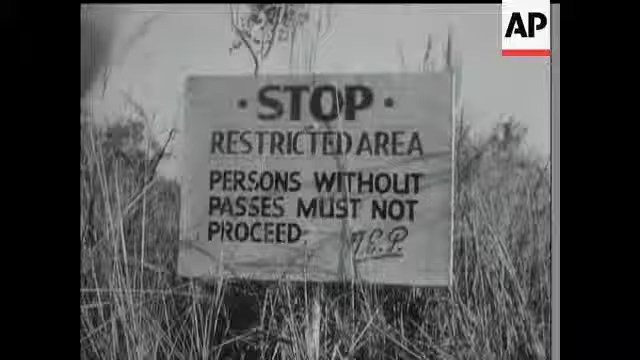 AP
• STOP •
RESTRICTED AREA
PERSONS WITHOUT
PASSES MUST NOT
PROCEED.